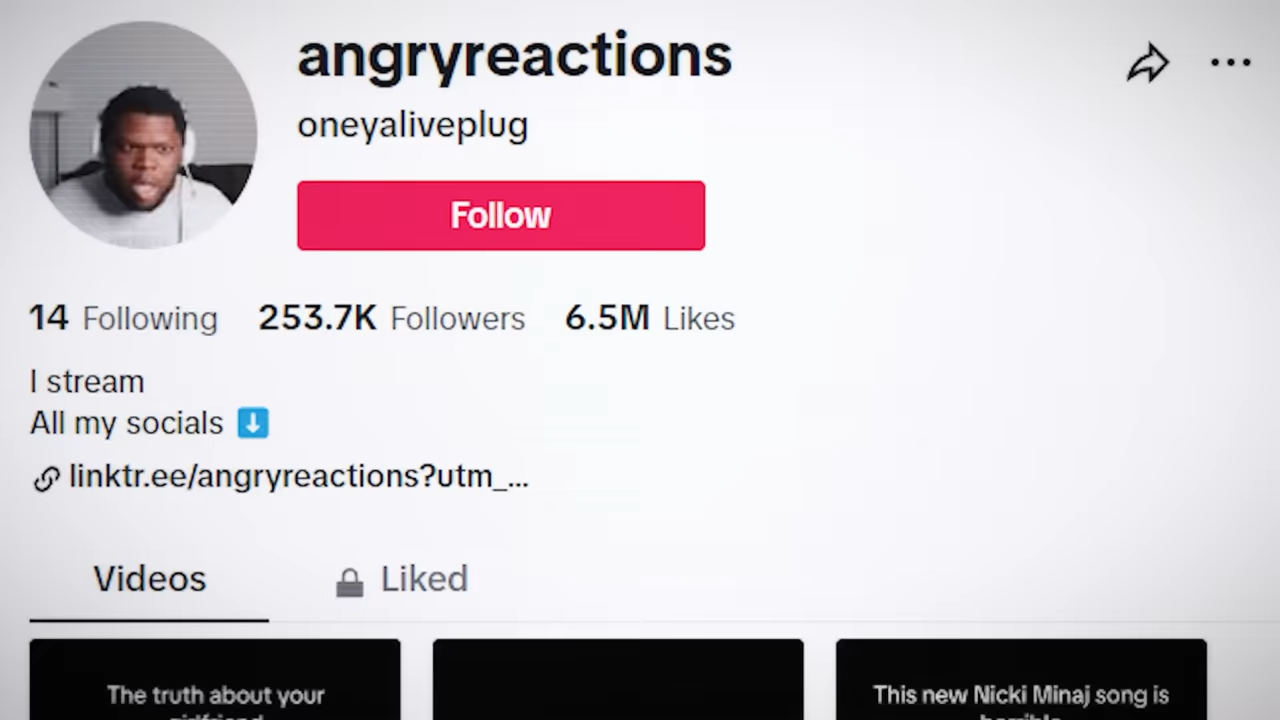 angryreactions
oneyaliveplug
Follow
14 Following 253.7K Followers 6.5M Likes
I stream
All my socials ⬇️
linktr.ee/angryreactions?utm_...
Videos Liked
The truth about your
This new Nicki Minaj song is